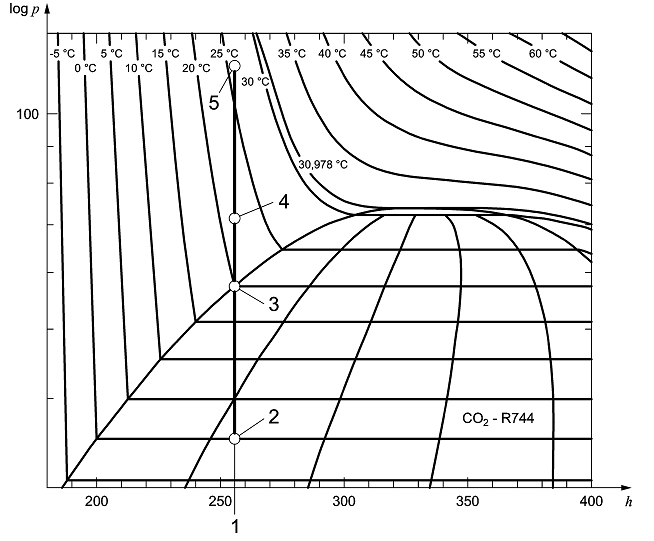 log p
-5 °C 5 °C 15 °C 25 °C 35 °C 40 °C 45 °C 50 °C 55 °C 60 °C
0 °C 10 °C 20 °C 30 °C
5
100
30,978 °C
4
3
2
CO₂ - R744
200 250 300 350 400 h
1